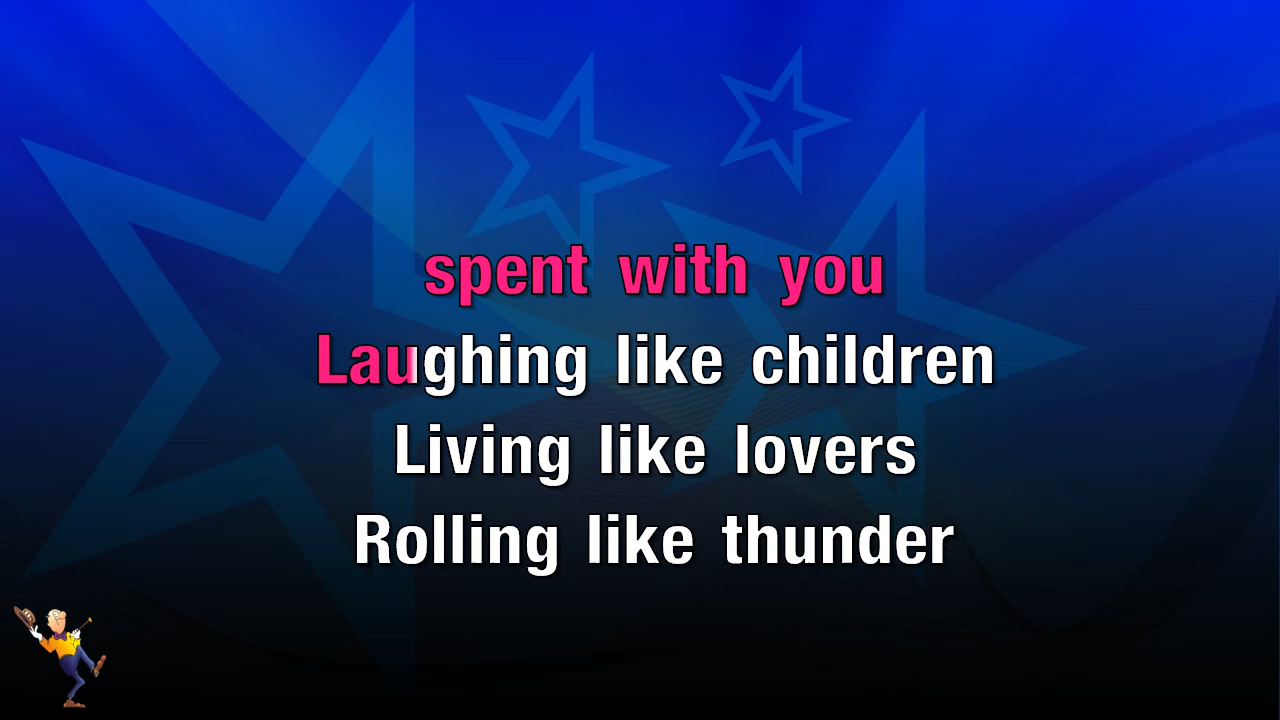 spent with you
Laughing like children
Living like lovers
Rolling like thunder